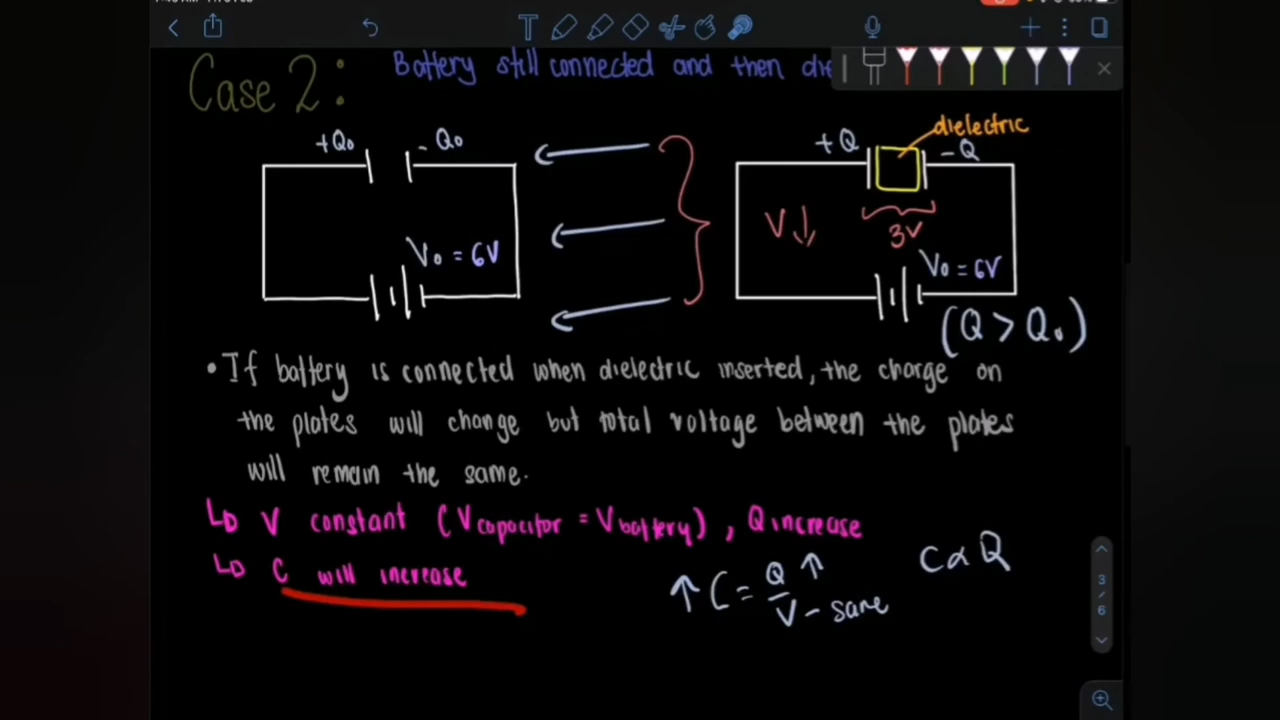 Case 2:
Battery still connected and then die
+Q₀
- Q₀
V₀ = 6V
dielectric
+Q
-Q
V↓
3V
V₀ = 6V
(Q > Q₀)
• If battery is connected when dielectric inserted, the charge on
the plates will change but total voltage between the plates
will remain the same.
↳ V constant (Vcapacitor = Vbattery), Q increase
↳ C will increase
↑ C = Q ↑ / V - same
C α Q
3 / 6